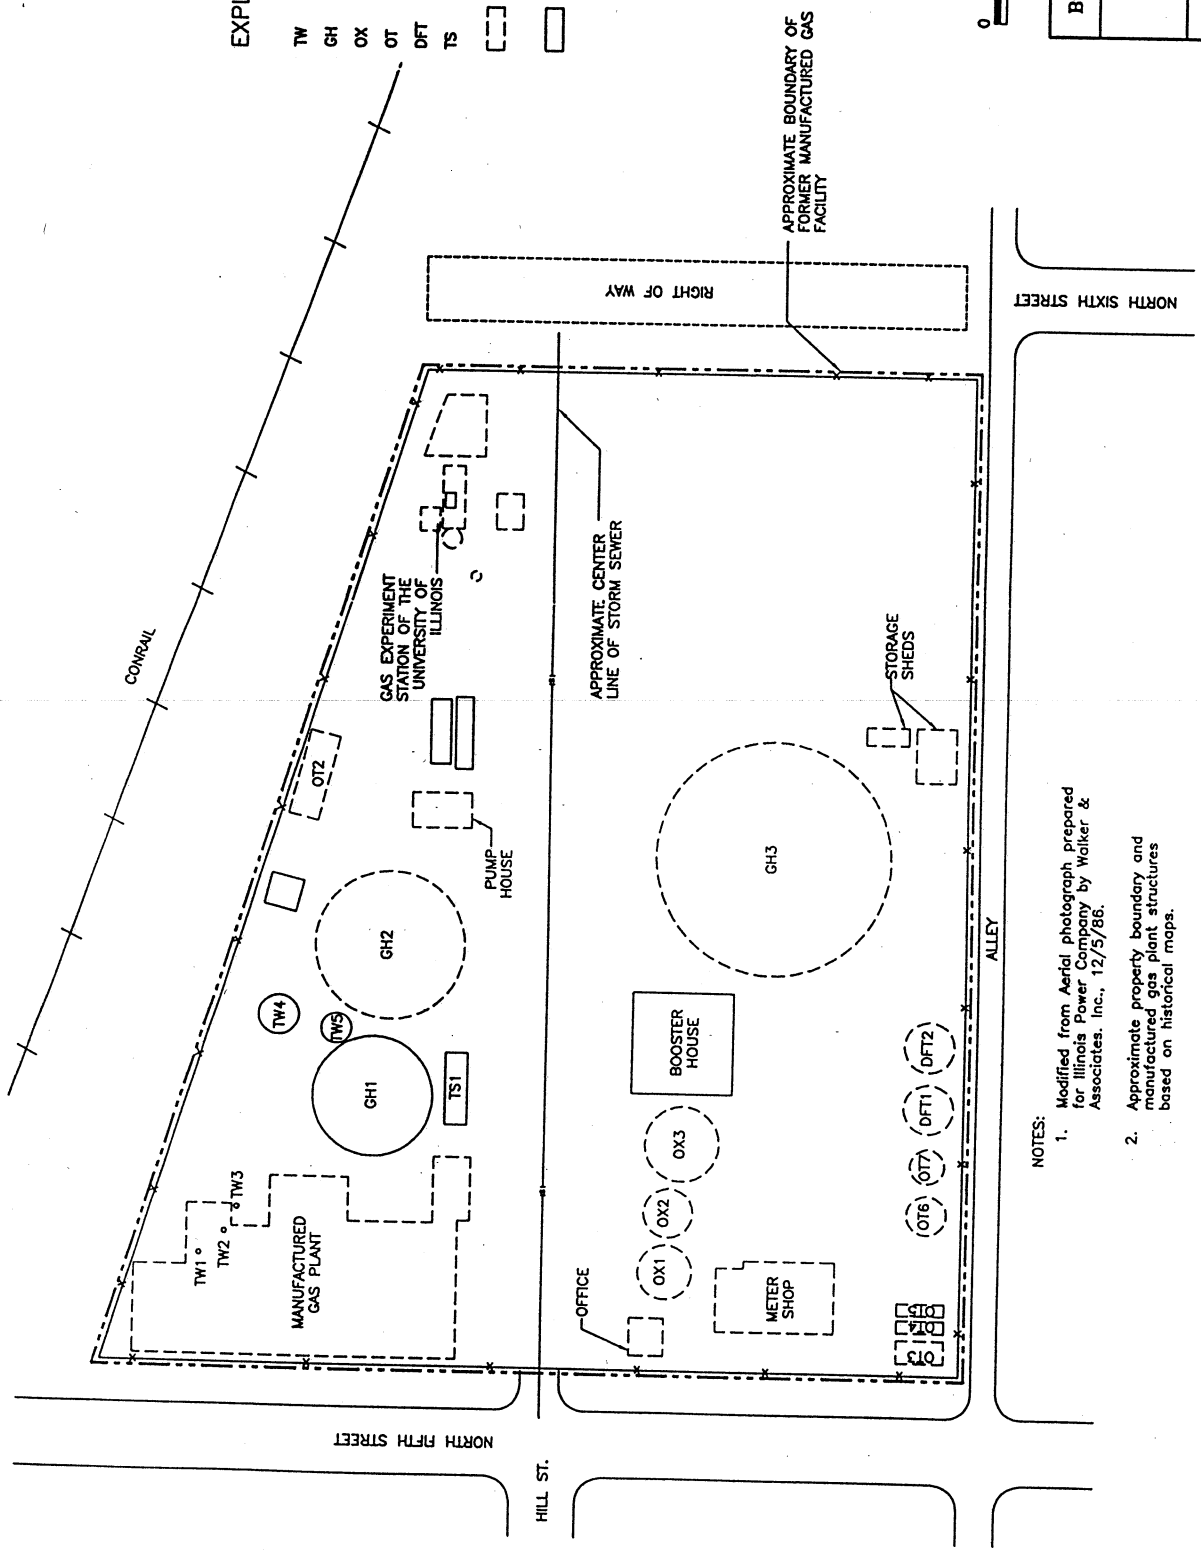 EXPL
TW
GH
OX
OT
DFT
TS
0
B
CONRAIL
APPROXIMATE BOUNDARY OF
FORMER MANUFACTURED GAS
FACILITY
RIGHT OF WAY
NORTH SIXTH STREET
GAS EXPERIMENT
STATION OF THE
UNIVERSITY OF
ILLINOIS
APPROXIMATE CENTER
LINE OF STORM SEWER
STORAGE
SHEDS
OT2
PUMP
HOUSE
GH2
GH3
TW4
TW5
GH1
TS1
BOOSTER
HOUSE
ALLEY
DFT2
DFT1
OT7
OT6
OX3
OX2
OX1
TW3
TW2
TW1
MANUFACTURED
GAS PLANT
OFFICE
METER
SHOP
OT5
OT4
OT3
NORTH FIFTH STREET
HILL ST.
NOTES:
1. Modified from Aerial photograph prepared
for Illinois Power Company by Walker &
Associates, Inc., 12/5/86.
2. Approximate property boundary and
manufactured gas plant structures
based on historical maps.